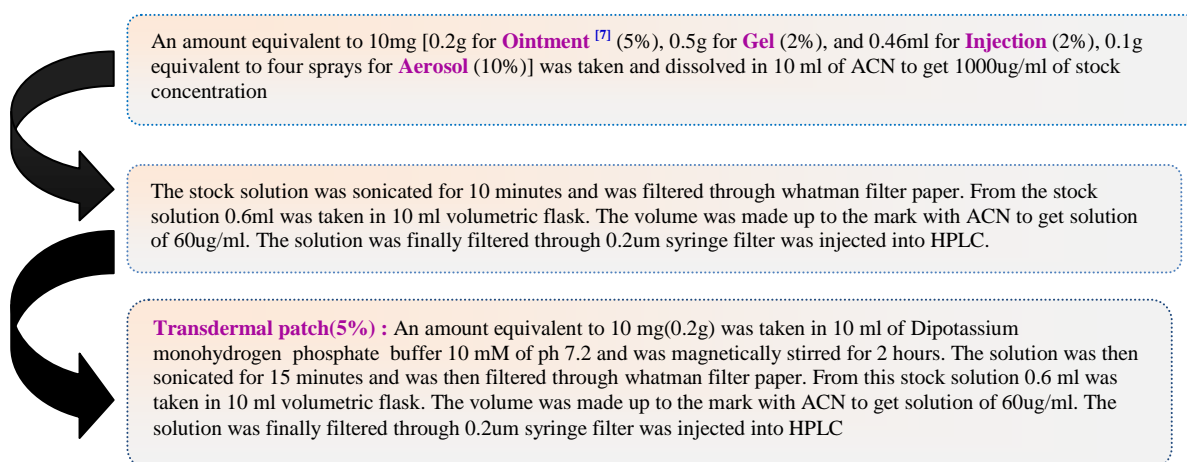 An amount equivalent to 10mg [0.2g for Ointment [7] (5%), 0.5g for Gel (2%), and 0.46ml for Injection (2%), 0.1g
equivalent to four sprays for Aerosol (10%)] was taken and dissolved in 10 ml of ACN to get 1000ug/ml of stock
concentration
The stock solution was sonicated for 10 minutes and was filtered through whatman filter paper. From the stock
solution 0.6ml was taken in 10 ml volumetric flask. The volume was made up to the mark with ACN to get solution
of 60ug/ml. The solution was finally filtered through 0.2um syringe filter was injected into HPLC.
Transdermal patch(5%) : An amount equivalent to 10 mg(0.2g) was taken in 10 ml of Dipotassium
monohydrogen phosphate buffer 10 mM of ph 7.2 and was magnetically stirred for 2 hours. The solution was then
sonicated for 15 minutes and was then filtered through whatman filter paper. From this stock solution 0.6 ml was
taken in 10 ml volumetric flask. The volume was made up to the mark with ACN to get solution of 60ug/ml. The
solution was finally filtered through 0.2um syringe filter was injected into HPLC